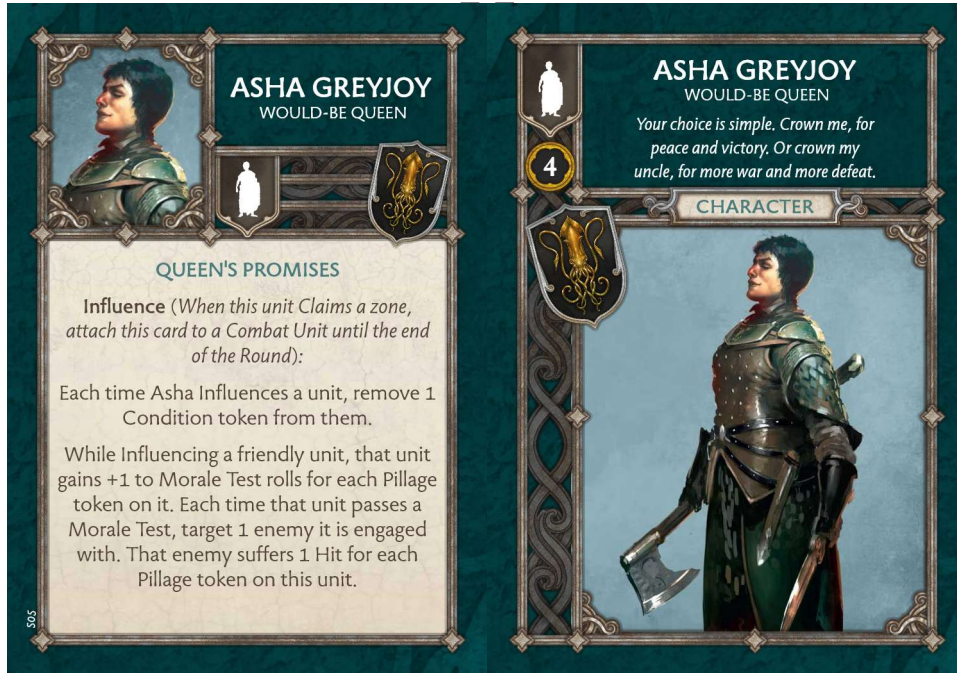 ASHA GREYJOY
WOULD-BE QUEEN
QUEEN'S PROMISES
Influence (When this unit Claims a zone,
attach this card to a Combat Unit until the end
of the Round):
Each time Asha Influences a unit, remove 1
Condition token from them.
While Influencing a friendly unit, that unit
gains +1 to Morale Test rolls for each Pillage
token on it. Each time that unit passes a
Morale Test, target 1 enemy it is engaged
with. That enemy suffers 1 Hit for each
Pillage token on this unit.
S05
ASHA GREYJOY
WOULD-BE QUEEN
Your choice is simple. Crown me, for
peace and victory. Or crown my
uncle, for more war and more defeat.
4
CHARACTER